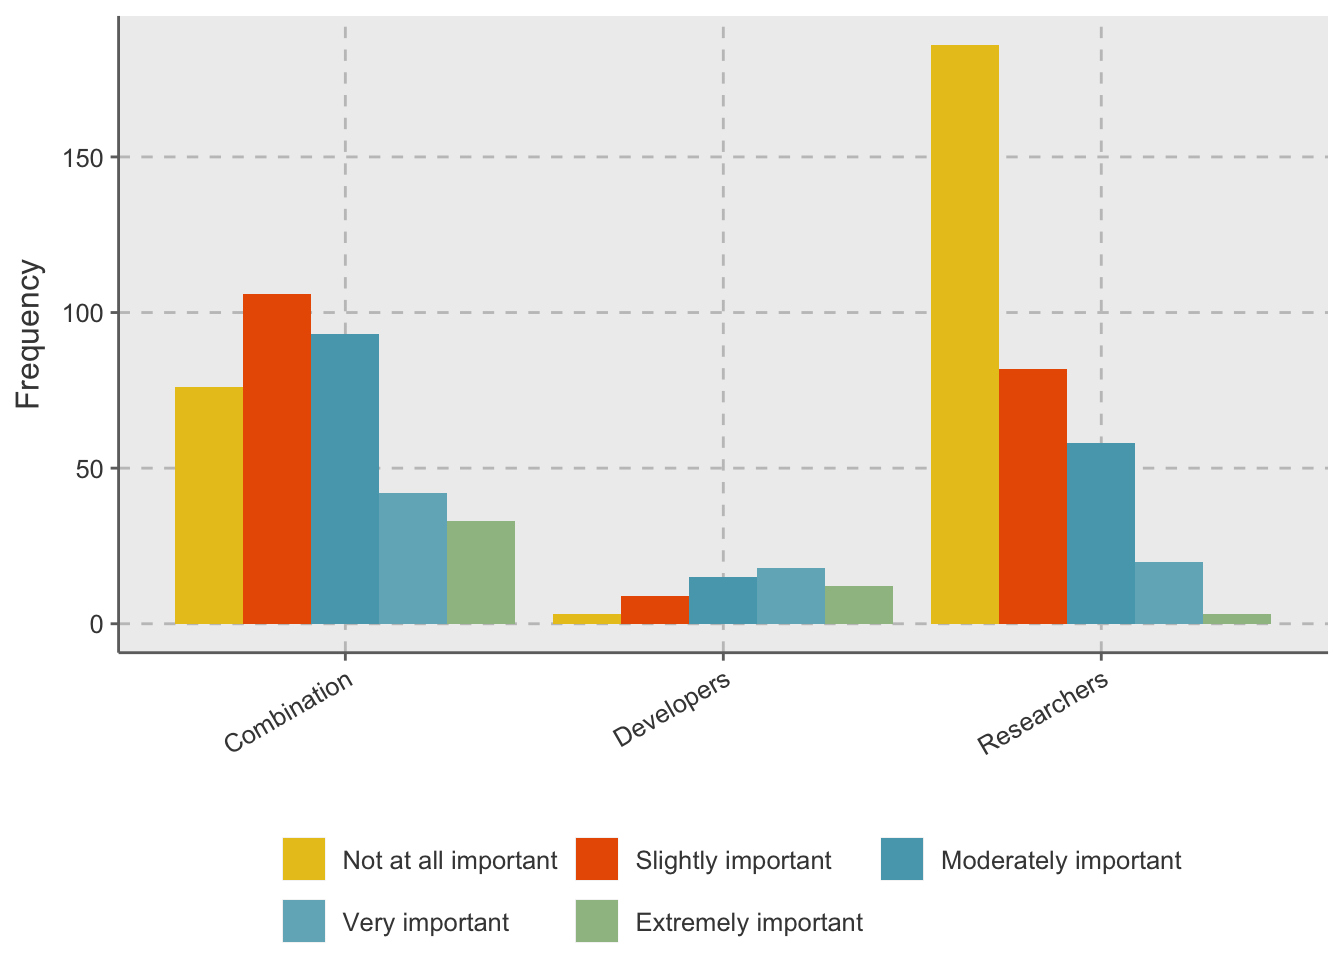 Frequency
150
100
50
0
Combination
Developers
Researchers
Not at all important
Slightly important
Moderately important
Very important
Extremely important